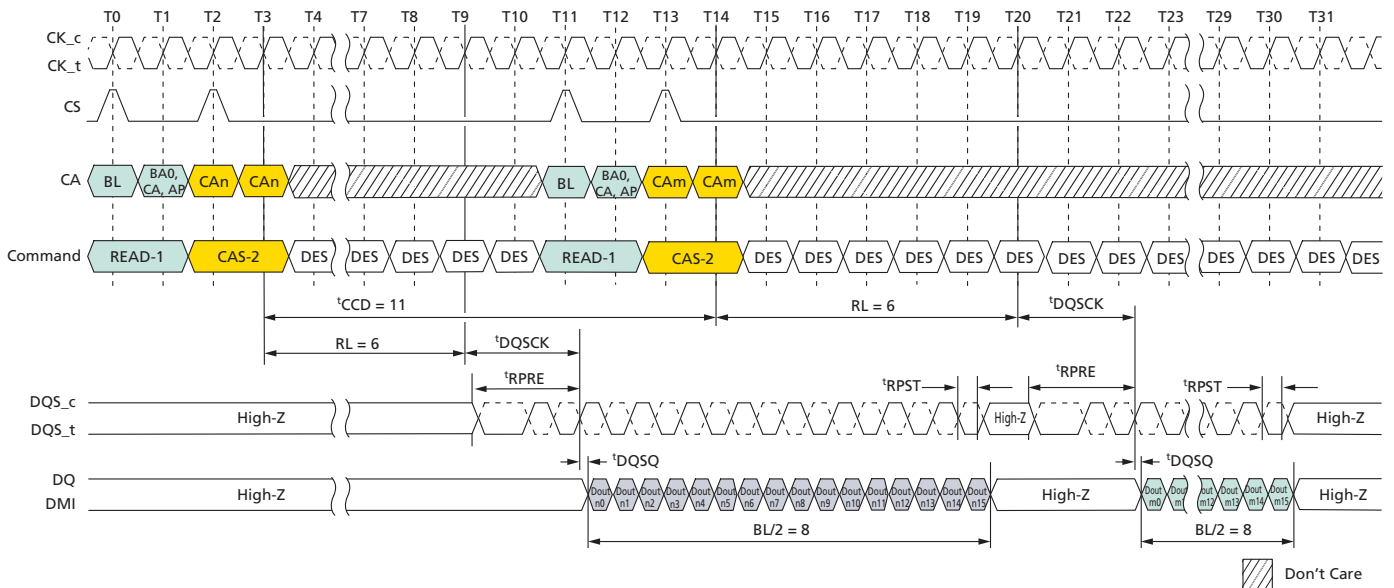 T0 T1 T2 T3 T4 T7 T8 T9 T10 T11 T12 T13 T14 T15 T16 T17 T18 T19 T20 T21 T22 T23 T29 T30 T31
CK_c
CK_t
CS
CA BL BA0, CA, AP CAn CAn BL BA0, CA, AP CAm CAm
Command READ-1 CAS-2 DES DES DES DES DES READ-1 CAS-2 DES DES DES DES DES DES DES DES DES DES DES DES DES
tCCD = 11 RL = 6 tDQSCK
RL = 6 tDQSCK
tRPRE tRPST tRPRE tRPST
DQS_c
DQS_t
High-Z High-Z High-Z
tDQSQ tDQSQ
DQ
DMI
High-Z Dout n0 Dout n1 Dout n2 Dout n3 Dout n4 Dout n5 Dout n6 Dout n7 Dout n8 Dout n9 Dout n10 Dout n11 Dout n12 Dout n13 Dout n14 Dout n15 High-Z Dout m0 Dout m12 Dout m13 Dout m14 Dout m15 High-Z
BL/2 = 8 BL/2 = 8
Don't Care